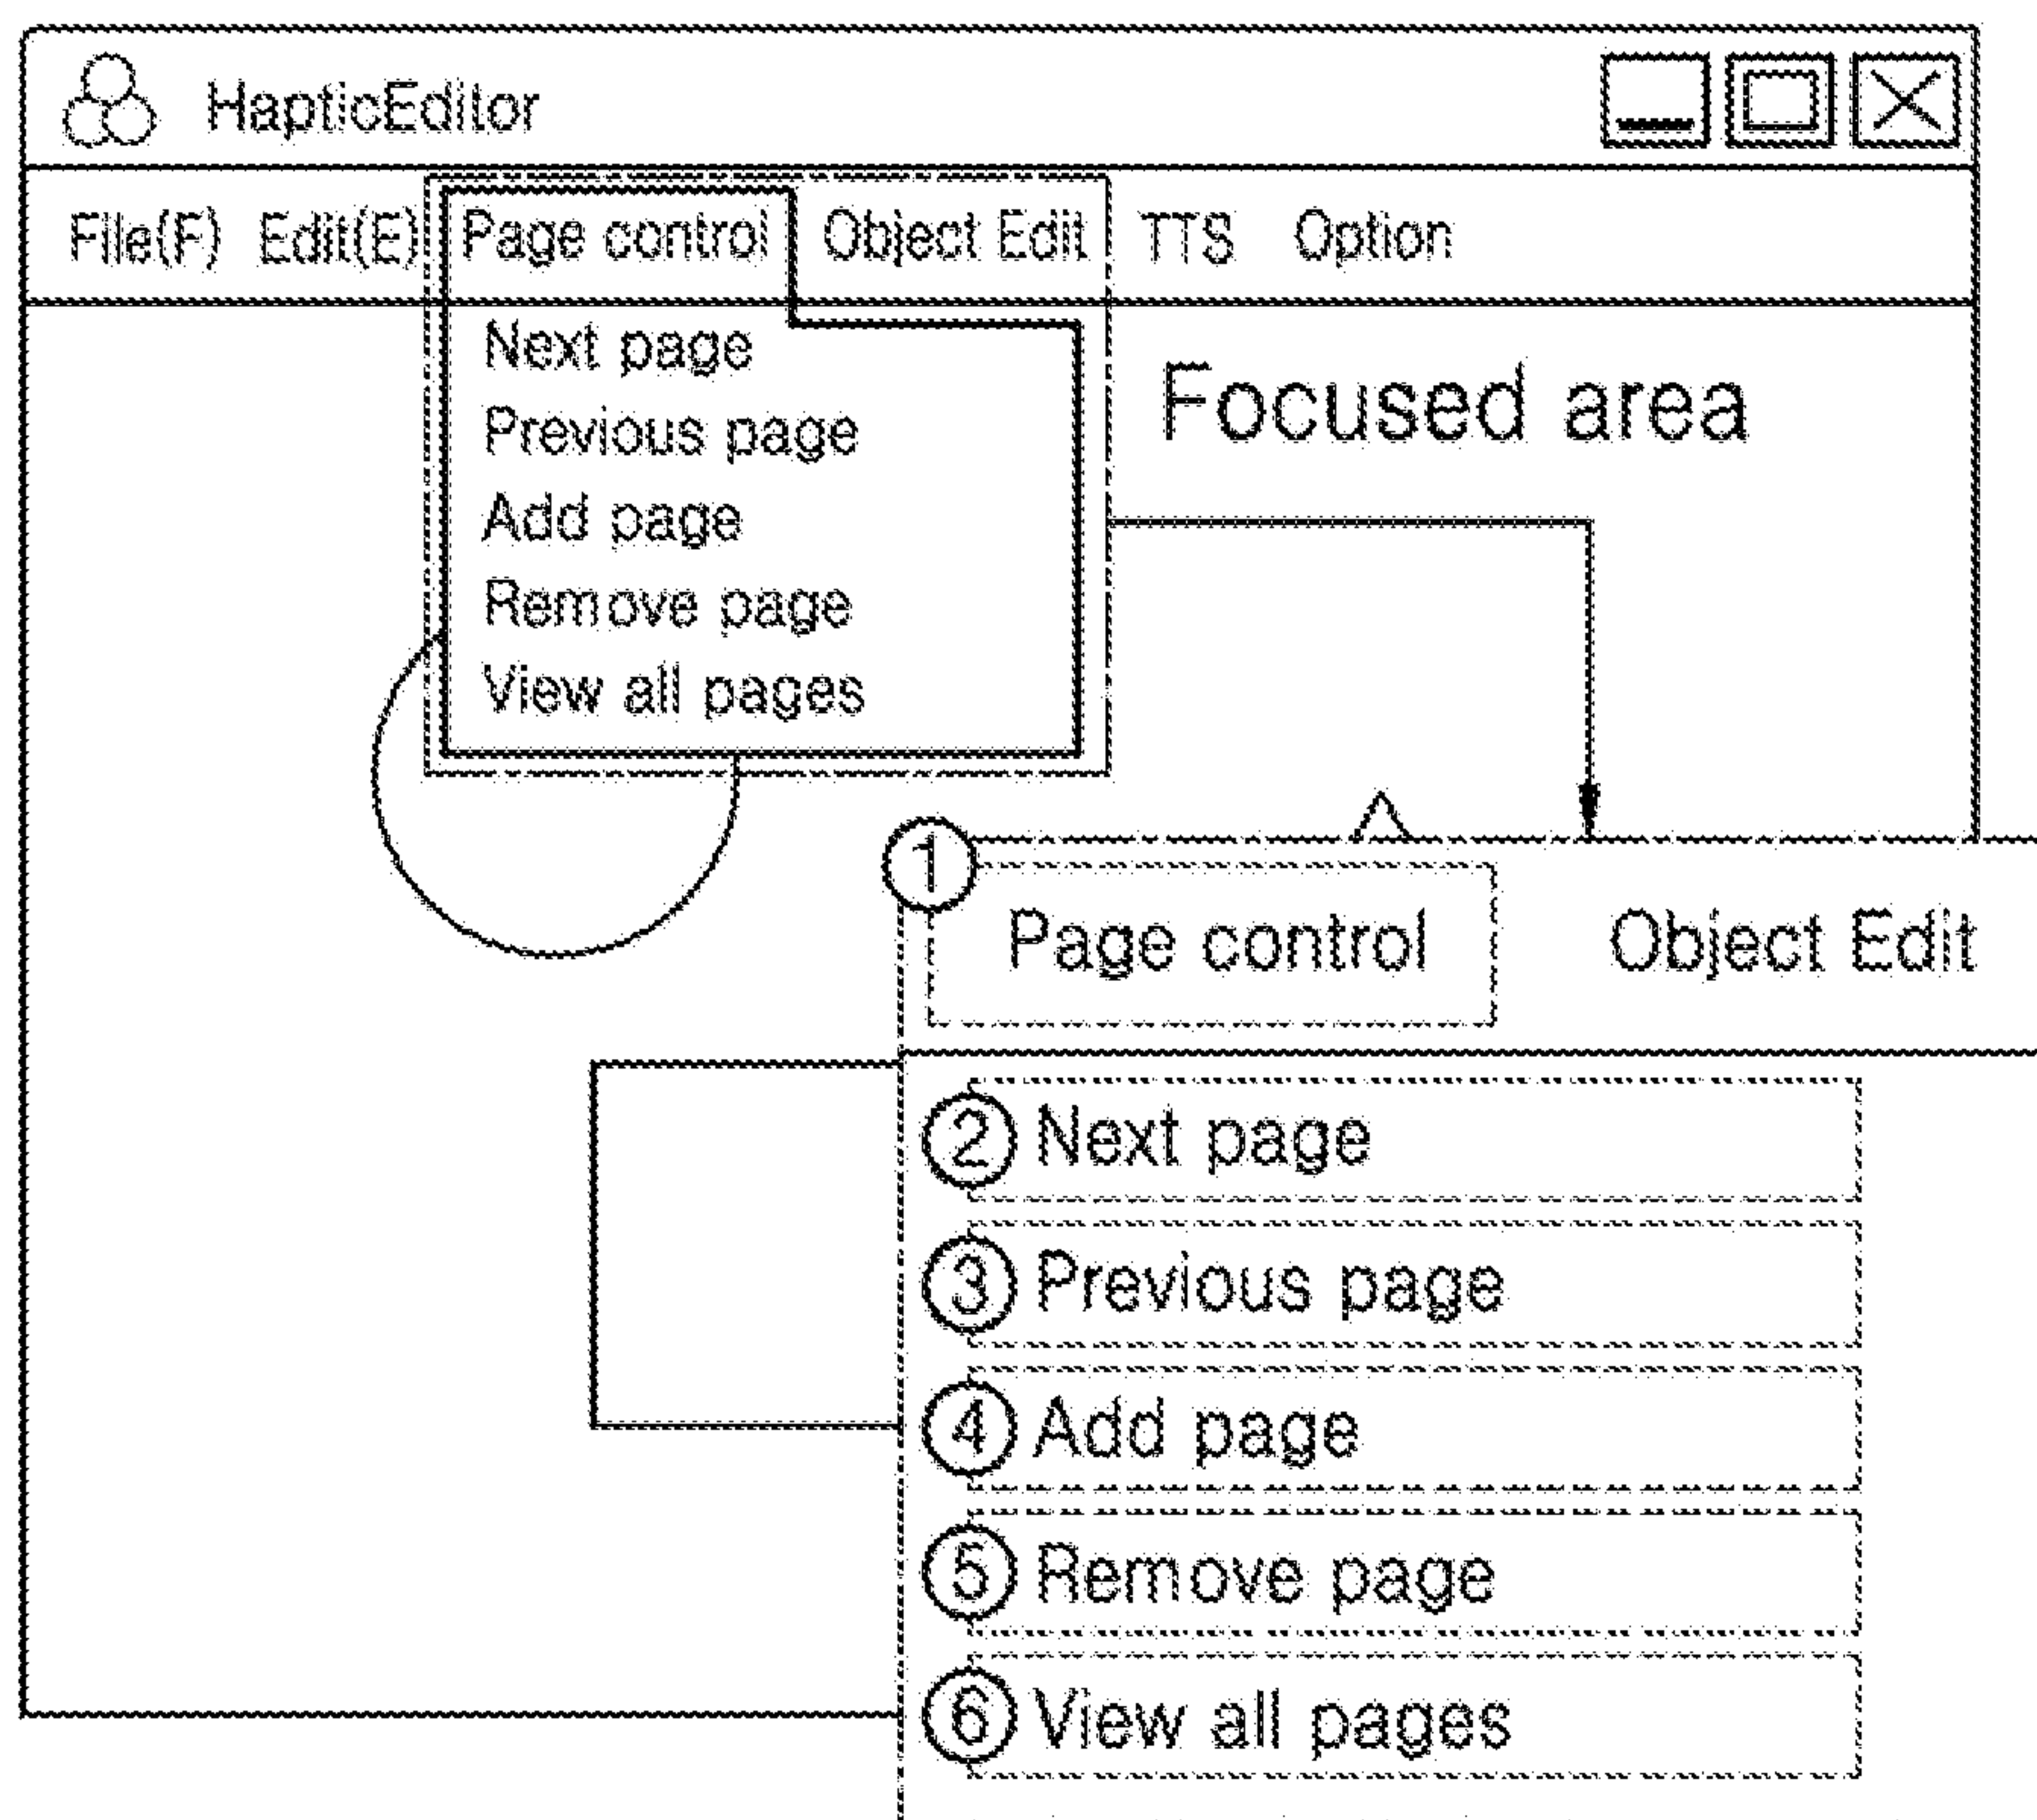 HapticEditor
File(F) Edit(E) Page control Object Edit TTS Option
Next page
Previous page
Add page
Remove page
View all pages
Focused area
① Page control Object Edit
② Next page
③ Previous page
④ Add page
⑤ Remove page
⑥ View all pages